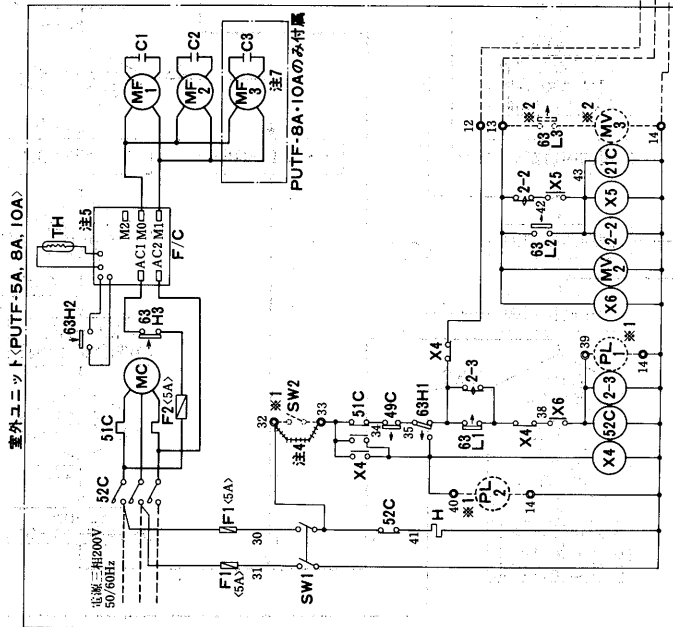 室外ユニット〈PUTF-5A, 8A, 10A〉
電源三相200V
50/60Hz
52C
51C
MC
F2〈5A〉
63H2
TH
注5
63
H3
AC1
AC2
M2
M0
M1
F/C
MF
1
C1
MF
2
C2
MF
3
C3
注7
PUTF-8A・10Aのみ付属
F1〈5A〉
30
F1
〈5A〉
31
SW1
32
※1
SW2
33
注4
51C
34
49C
35
63H1
X4
52C
41
H
X4
2-3
63
L1
X4
38
X6
40
※1
PL
2
14
39
PL
1
※1
14
2-3
52C
X4
12
13
※2
63
L3
※2
MV
3
14
2-2
42
X5
43
63
L2
21C
X5
2-2
MV
2
X6